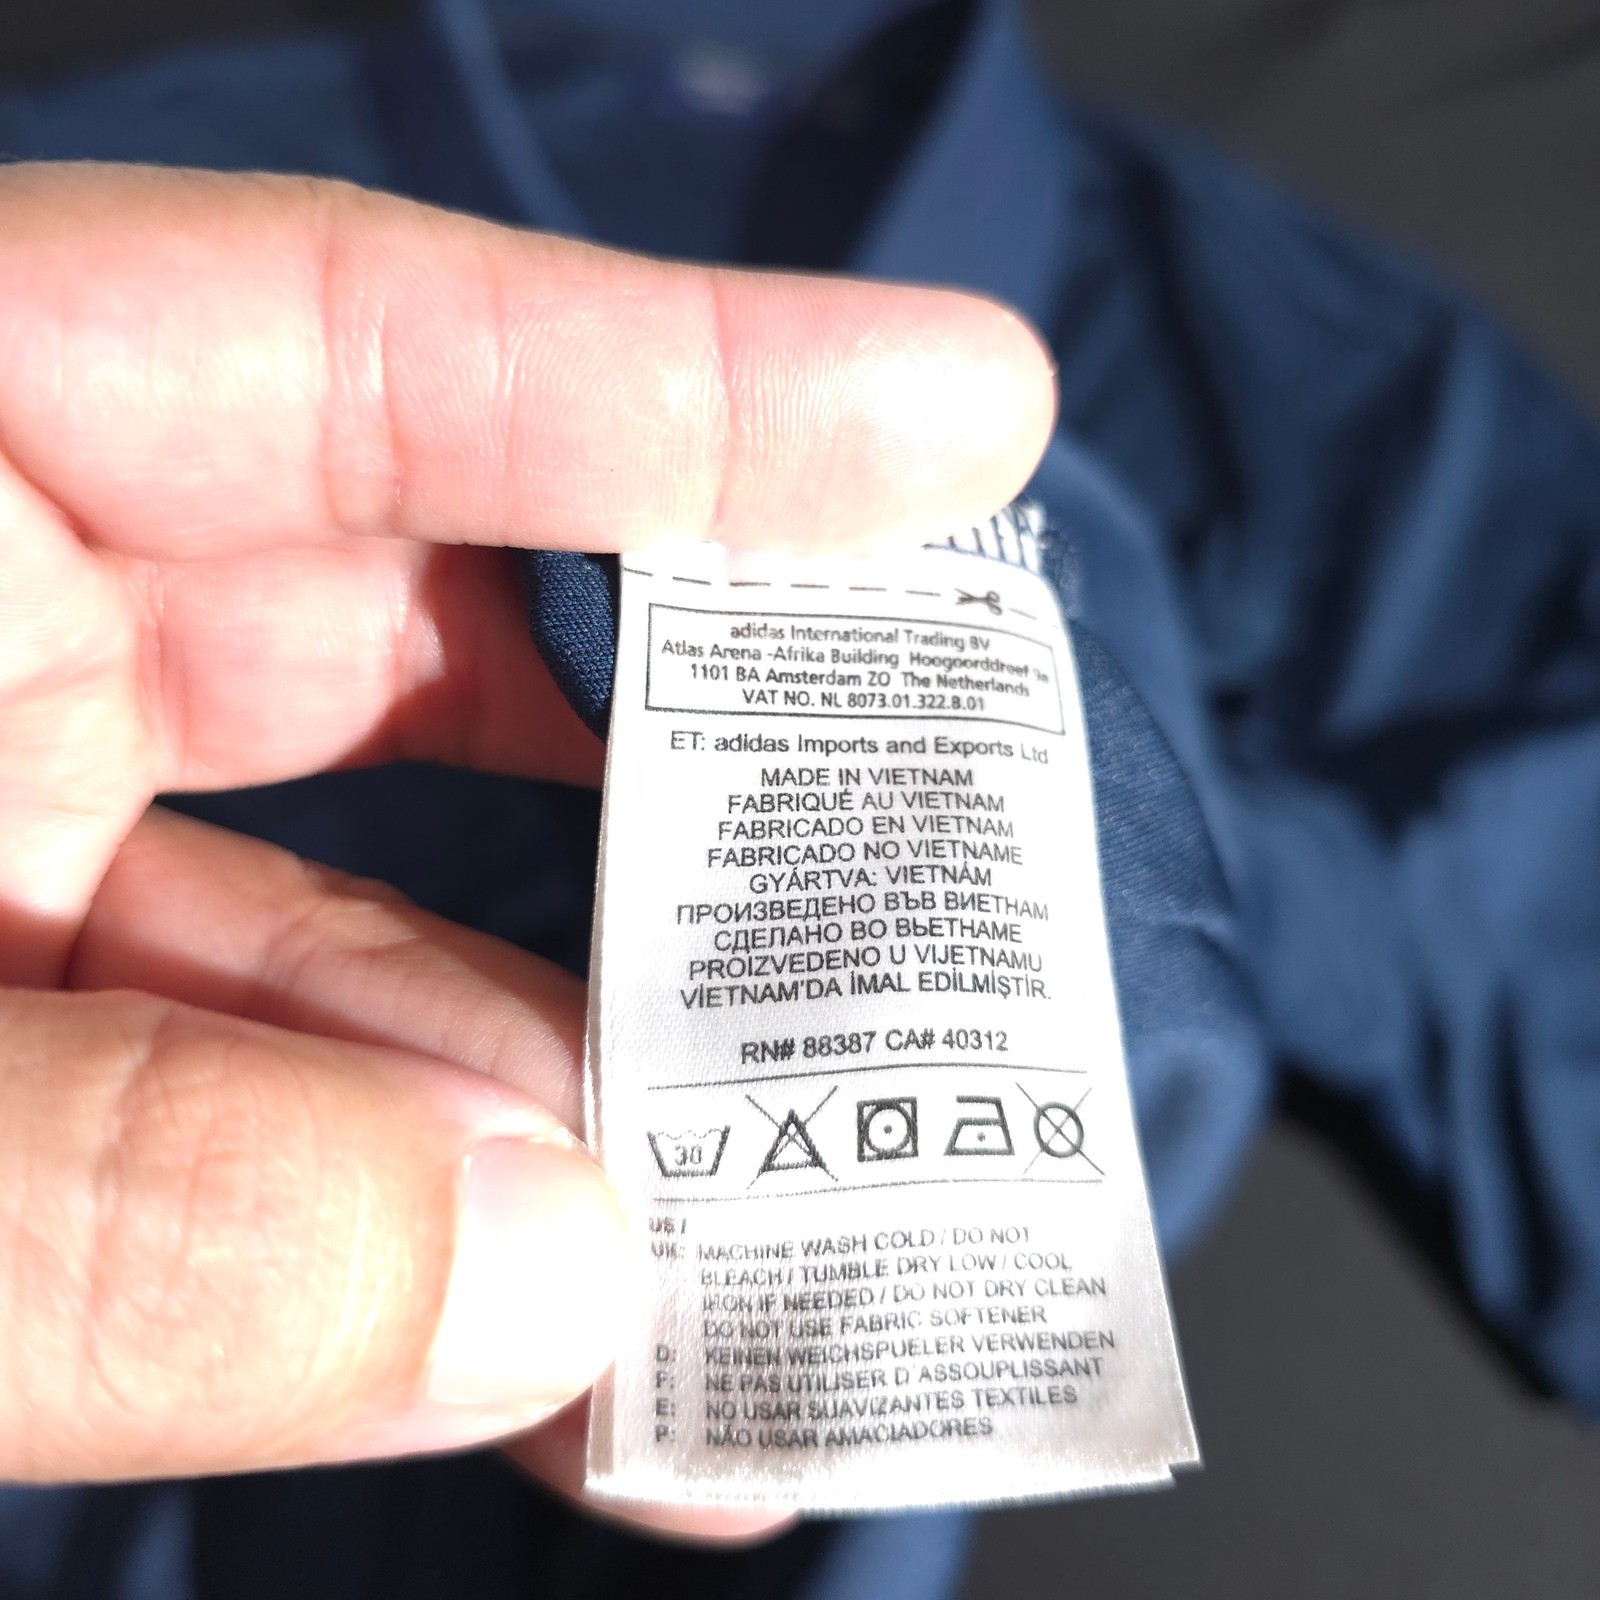 adidas International Trading BV
Atlas Arena -Afrika Building Hoogoorddreef 9a
1101 BA Amsterdam ZO The Netherlands
VAT NO. NL 8073.01.322.B.01
ET: adidas Imports and Exports Ltd
MADE IN VIETNAM
FABRIQUÉ AU VIETNAM
FABRICADO EN VIETNAM
FABRICADO NO VIETNAME
GYÁRTVA: VIETNÁM
ПРОИЗВЕДЕНО ВЪВ ВИЕТНАМ
СДЕЛАНО ВО ВЬЕТНАМЕ
PROIZVEDENO U VIJETNAMU
VİETNAM'DA İMAL EDİLMİŞTİR.
RN# 88387 CA# 40312
30
US /
UK: MACHINE WASH COLD / DO NOT
BLEACH / TUMBLE DRY LOW / COOL
IRON IF NEEDED / DO NOT DRY CLEAN
DO NOT USE FABRIC SOFTENER
D: KEINEN WEICHSPUELER VERWENDEN
F: NE PAS UTILISER D'ASSOUPLISSANT
E: NO USAR SUAVIZANTES TEXTILES
P: NÃO USAR AMACIADORES